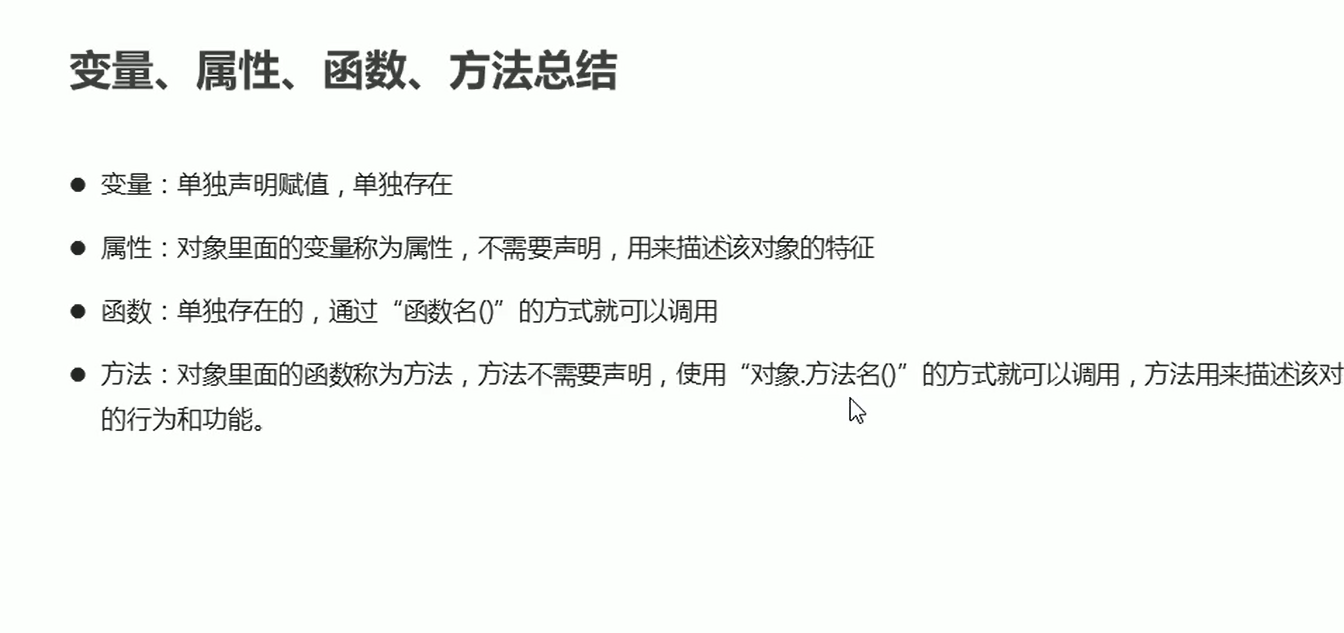 变量、属性、函数、方法总结
● 变量：单独声明赋值，单独存在
● 属性：对象里面的变量称为属性，不需要声明，用来描述该对象的特征
● 函数：单独存在的，通过“函数名()”的方式就可以调用
● 方法：对象里面的函数称为方法，方法不需要声明，使用“对象.方法名()”的方式就可以调用，方法用来描述该对
的行为和功能。